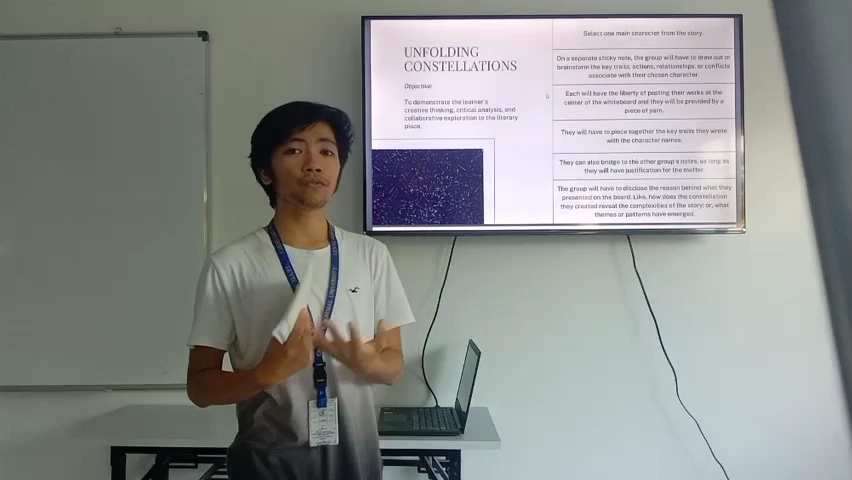 UNFOLDING
CONSTELLATIONS
Objective
To demonstrate the learner's
creative thinking, critical analysis, and
collaborative exploration to the literary
piece.
Select one main character from the story.
On a separate sticky note, the group will have to draw out or
brainstorm the key traits, actions, relationships, or conflicts
associate with their chosen character.
Each will have the liberty of posting their works at the
center of the whiteboard and they will be provided by a
piece of yarn.
They will have to piece together the key traits they wrote
with the character names.
They can also bridge to the other group's notes, as long as
they will have justification for the matter.
The group will have to disclose the reason behind what they
presented on the board. Like, how does the constellation
they created reveal the complexities of the story; or, what
themes or patterns have emerged.
UNIVERSITY